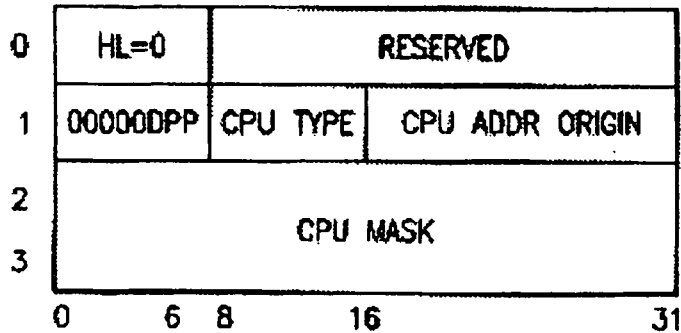 0 HL=0 RESERVED
1 00000DPP CPU TYPE CPU ADDR ORIGIN
2
CPU MASK
3
0 6 8 16 31